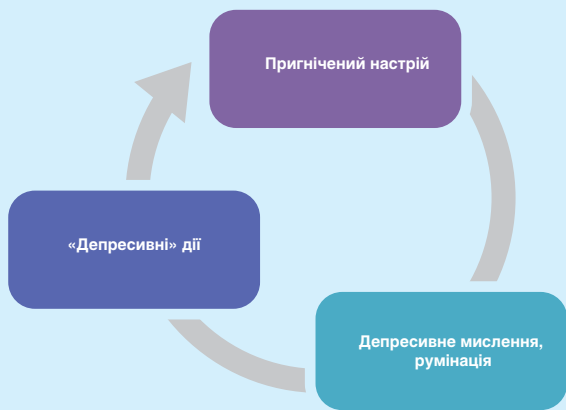 Пригнічений настрій
«Депресивні» дії
Депресивне мислення,
румінація